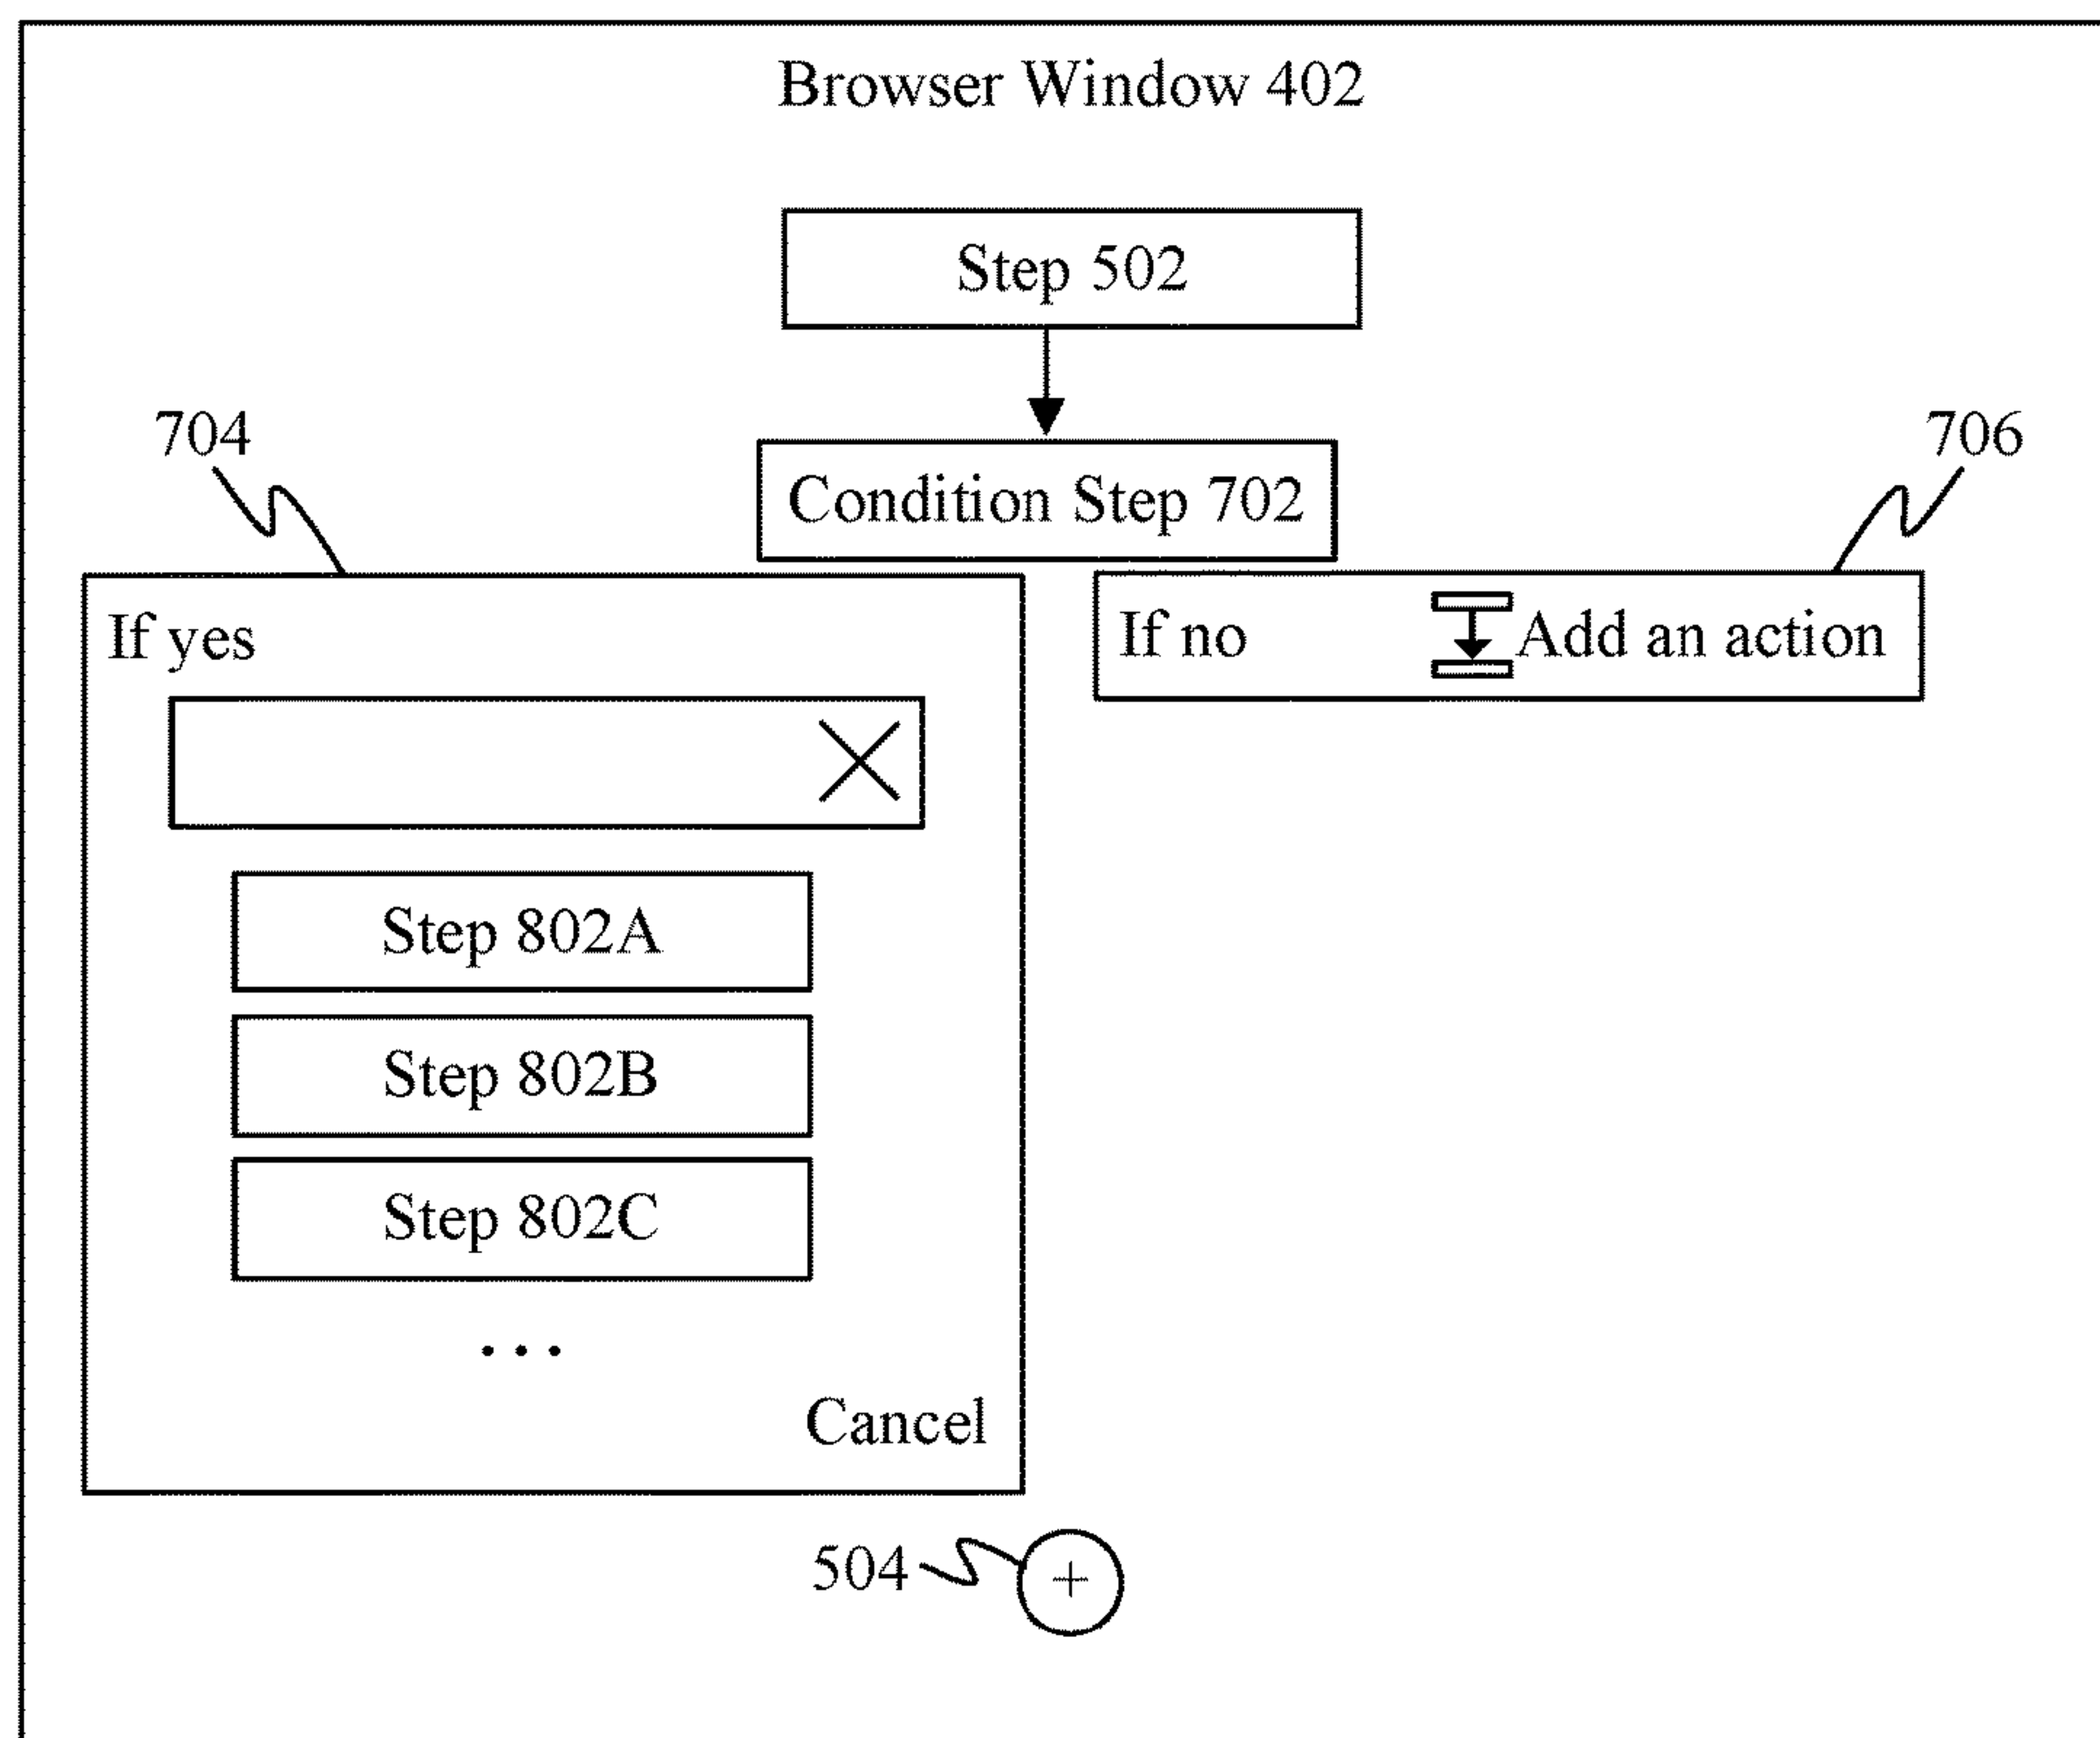 Browser Window 402
Step 502
704
706
Condition Step 702
If yes
If no
Add an action
Step 802A
Step 802B
Step 802C
...
Cancel
504
+